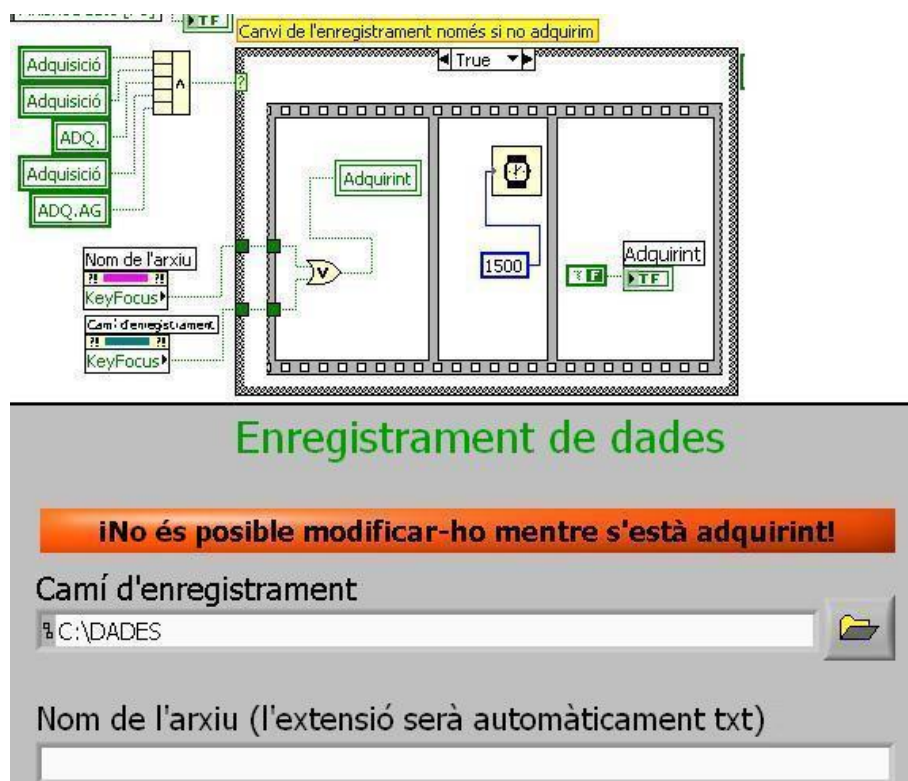 TF
Canvi de l'enregistrament només si no adquirim
Adquisició
Adquisició
ADQ.
Adquisició
ADQ.AG
A
?
True
Adquirint
V
1500
Adquirint
F
TF
Nom de l'arxiu
?! ?!
KeyFocus
Camí d'enregistrament
?! ?!
KeyFocus
Enregistrament de dades
¡No és posible modificar-ho mentre s'està adquirint!
Camí d'enregistrament
C:\DADES
Nom de l'arxiu (l'extensió serà automàticament txt)